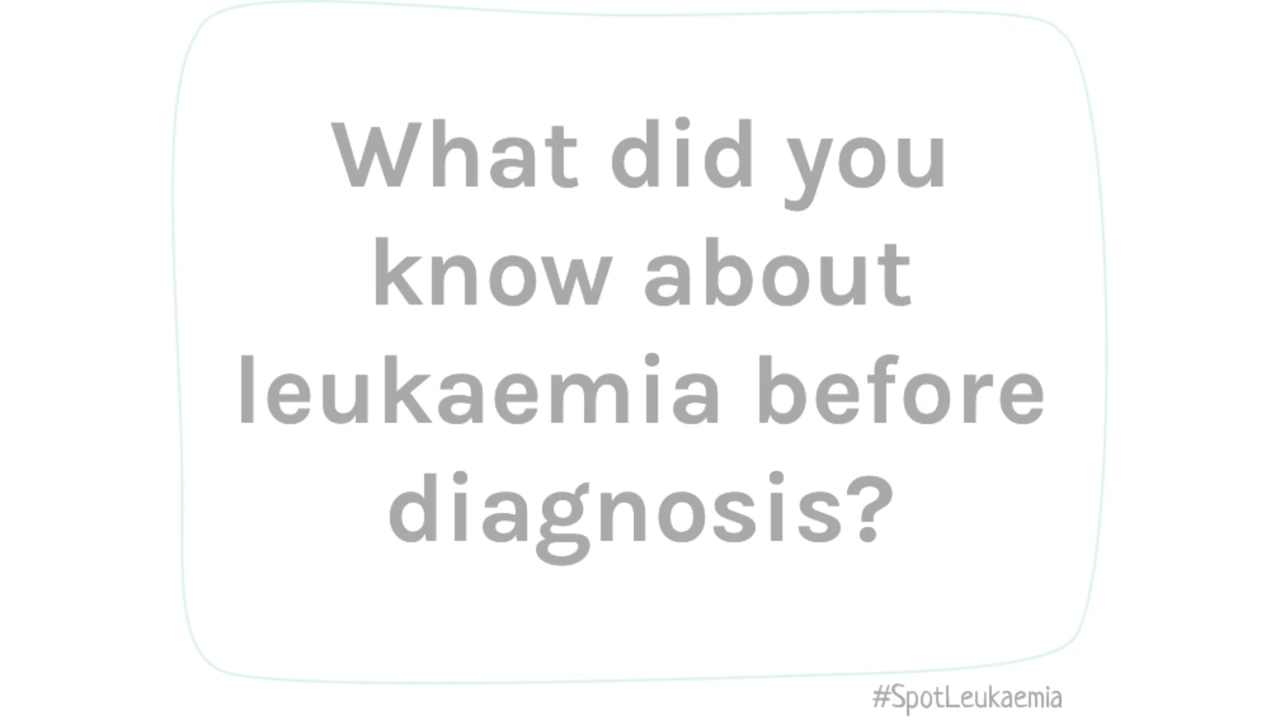 What did you
know about
leukaemia before
diagnosis?
#SpotLeukaemia